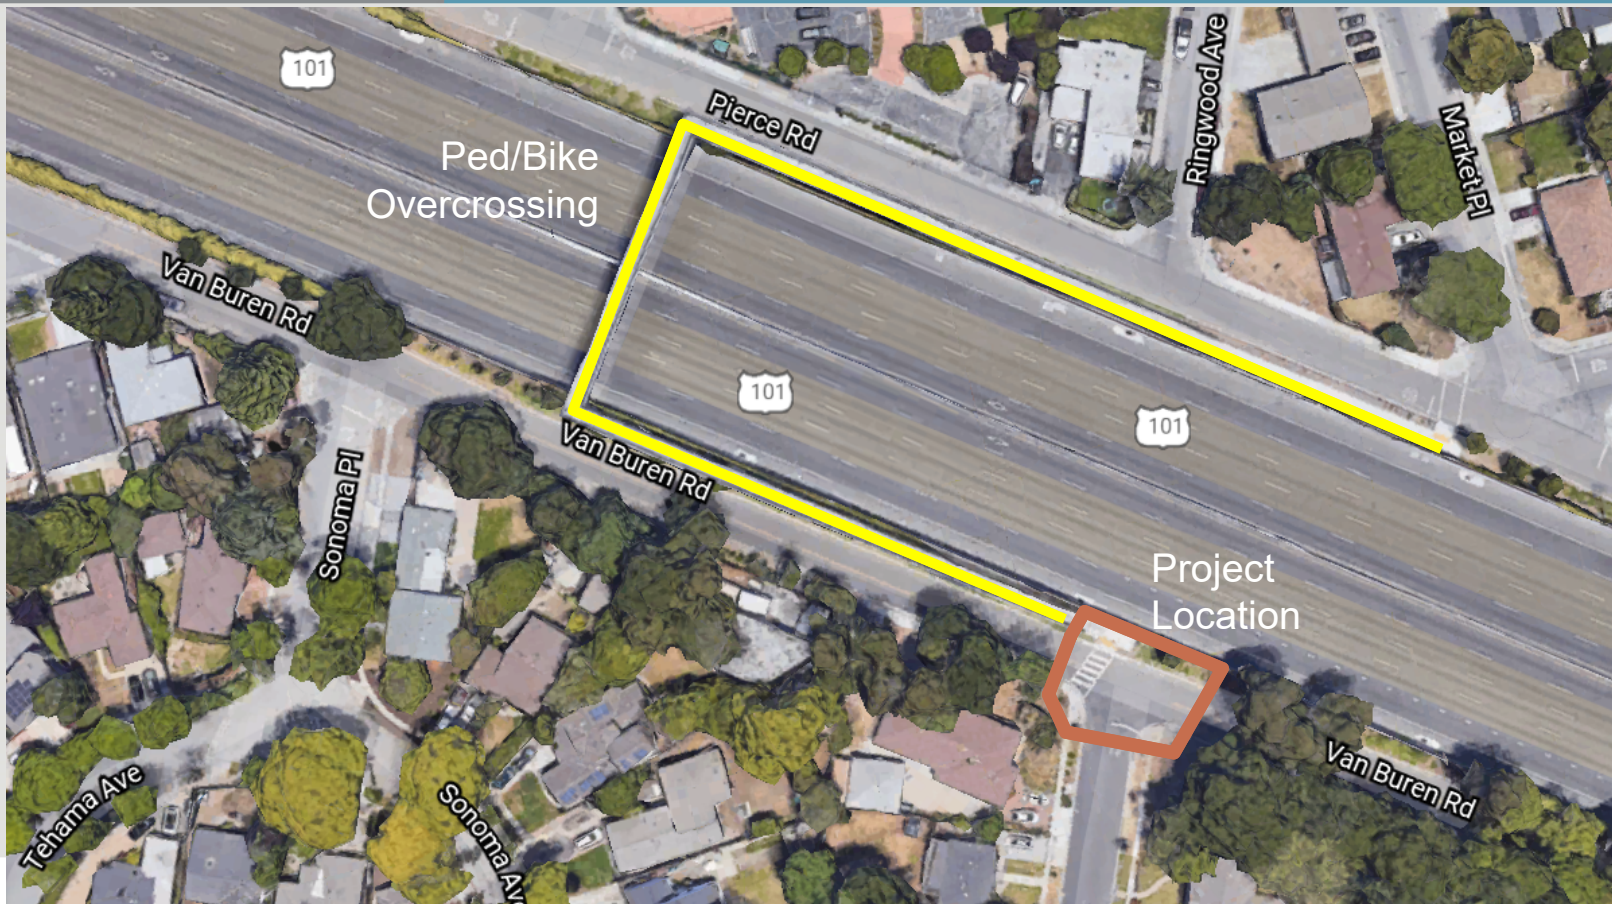 101
Pierce Rd
Ringwood Ave
Market Pl
Ped/Bike
Overcrossing
Van Buren Rd
101
101
Van Buren Rd
Sonoma Pl
Project
Location
Van Buren Rd
Tehama Ave
Sonoma Av